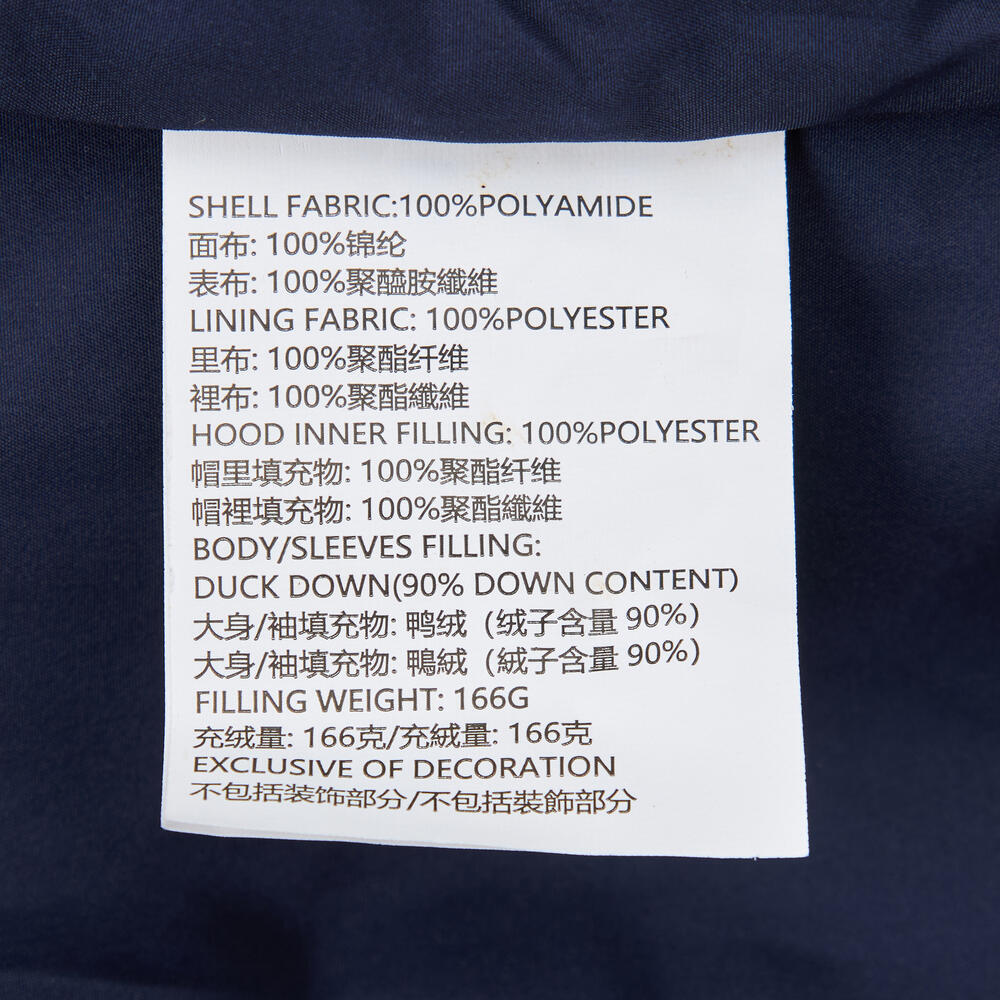 SHELL FABRIC:100%POLYAMIDE
面布: 100%锦纶
表布: 100%聚醯胺纖維
LINING FABRIC: 100%POLYESTER
里布: 100%聚酯纤维
裡布: 100%聚酯纖維
HOOD INNER FILLING: 100%POLYESTER
帽里填充物: 100%聚酯纤维
帽裡填充物: 100%聚酯纖維
BODY/SLEEVES FILLING:
DUCK DOWN(90% DOWN CONTENT)
大身/袖填充物: 鸭绒（绒子含量 90%）
大身/袖填充物: 鴨絨（絨子含量 90%）
FILLING WEIGHT: 166G
充绒量: 166克/充絨量: 166克
EXCLUSIVE OF DECORATION
不包括装饰部分/不包括裝飾部分